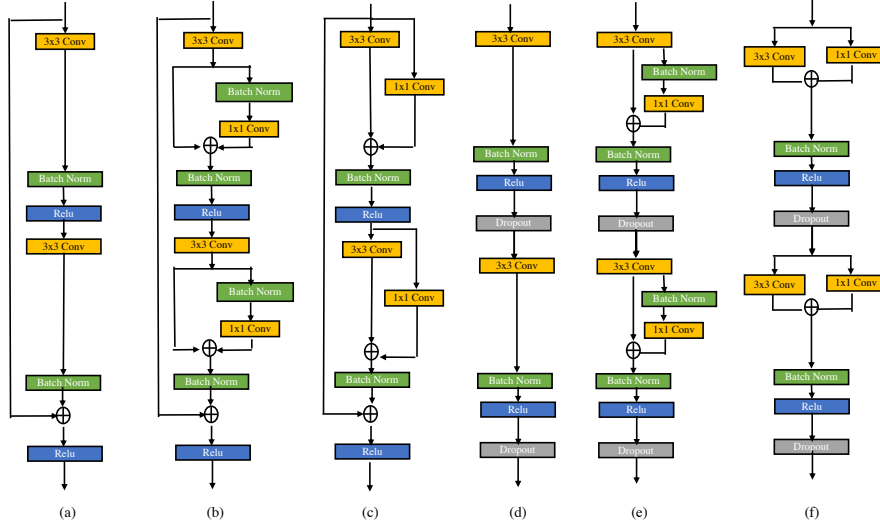 3x3 Conv
Batch Norm
Relu
3x3 Conv
Batch Norm
Relu
(a)
3x3 Conv
Batch Norm
1x1 Conv
Batch Norm
Relu
3x3 Conv
Batch Norm
1x1 Conv
Batch Norm
Relu
(b)
3x3 Conv
1x1 Conv
Batch Norm
Relu
3x3 Conv
1x1 Conv
Batch Norm
Relu
(c)
3x3 Conv
Batch Norm
Relu
Dropout
3x3 Conv
Batch Norm
Relu
Dropout
(d)
3x3 Conv
Batch Norm
1x1 Conv
Batch Norm
Relu
Dropout
3x3 Conv
Batch Norm
1x1 Conv
Batch Norm
Relu
Dropout
(e)
3x3 Conv
1x1 Conv
Batch Norm
Relu
Dropout
3x3 Conv
1x1 Conv
Batch Norm
Relu
Dropout
(f)